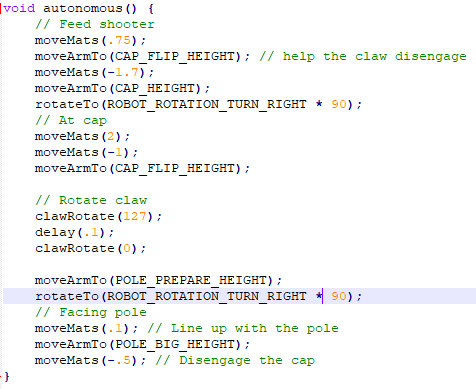 void autonomous() {
    // Feed shooter
    moveMats(.75);
    moveArmTo(CAP_FLIP_HEIGHT); // help the claw disengage
    moveMats(-1.7);
    moveArmTo(CAP_HEIGHT);
    rotateTo(ROBOT_ROTATION_TURN_RIGHT * 90);
    // At cap
    moveMats(2);
    moveMats(-1);
    moveArmTo(CAP_FLIP_HEIGHT);

    // Rotate claw
    clawRotate(127);
    delay(.1);
    clawRotate(0);

    moveArmTo(POLE_PREPARE_HEIGHT);
    rotateTo(ROBOT_ROTATION_TURN_RIGHT * 90);
    // Facing pole
    moveMats(.1); // Line up with the pole
    moveArmTo(POLE_BIG_HEIGHT);
    moveMats(-.5); // Disengage the cap
}